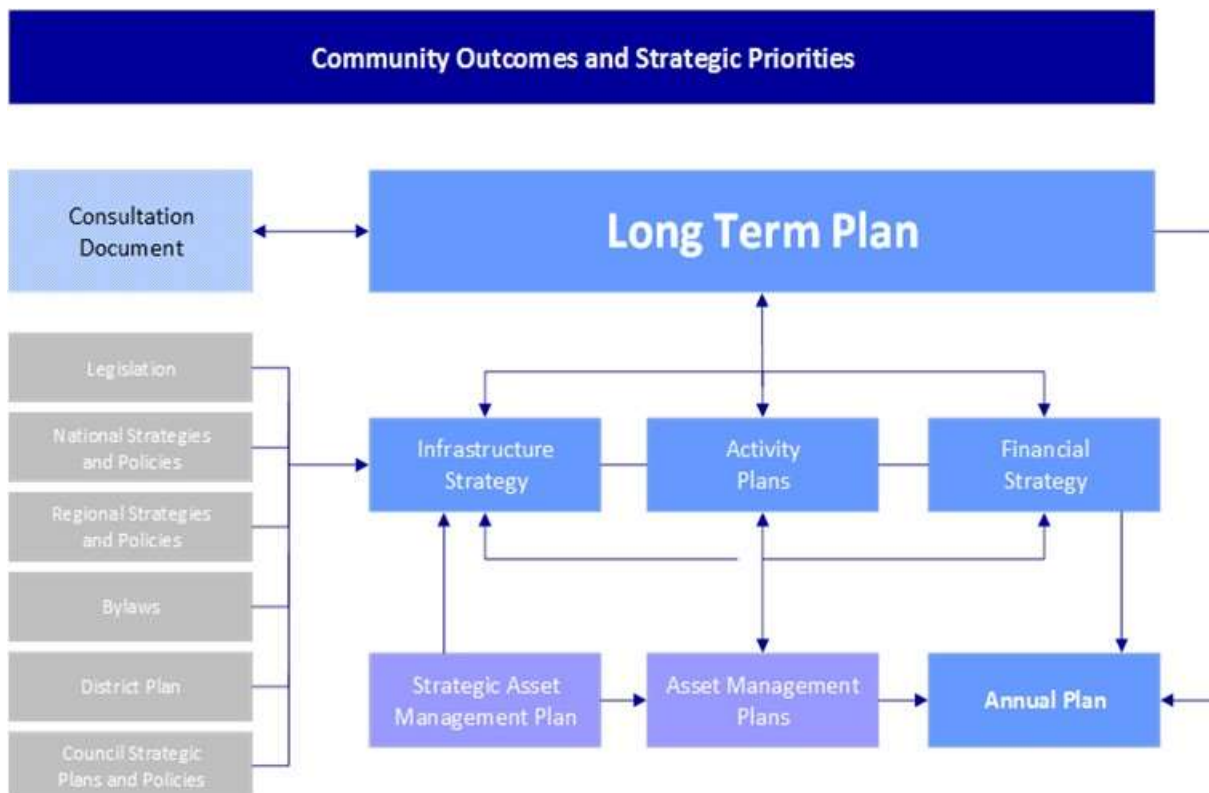 Community Outcomes and Strategic Priorities
Consultation
Document
Long Term Plan
Legislation
National Strategies
and Policies
Regional Strategies
and Policies
Bylaws
District Plan
Council Strategic
Plans and Policies
Infrastructure
Strategy
Activity
Plans
Financial
Strategy
Strategic Asset
Management Plan
Asset Management
Plans
Annual Plan